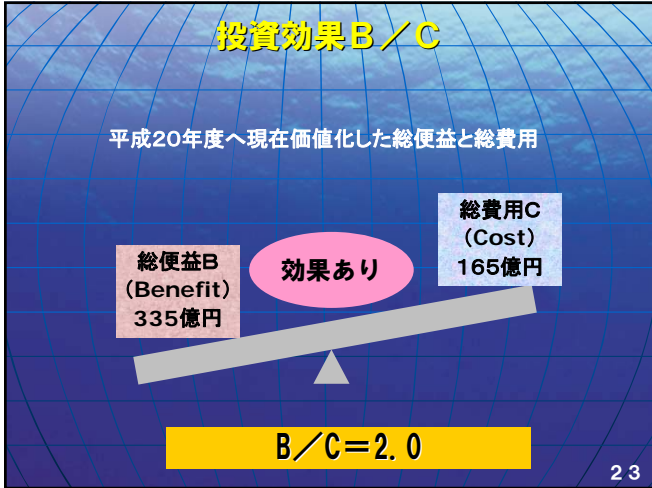 投資効果B／C
平成20年度へ現在価値化した総便益と総費用
総費用C
（Cost）
165億円
総便益B
（Benefit）
335億円
効果あり
B／C＝2.0
23